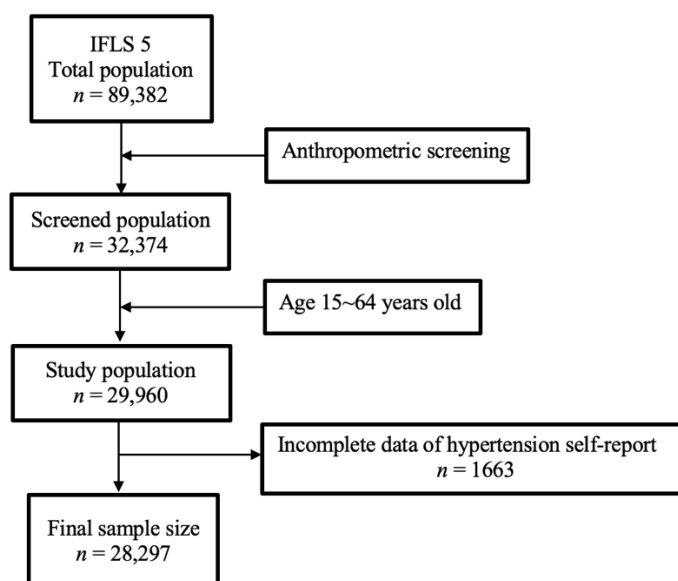 IFLS 5
Total population
n = 89,382
Anthropometric screening
Screened population
n = 32,374
Age 15~64 years old
Study population
n = 29,960
Incomplete data of hypertension self-report
n = 1663
Final sample size
n = 28,297